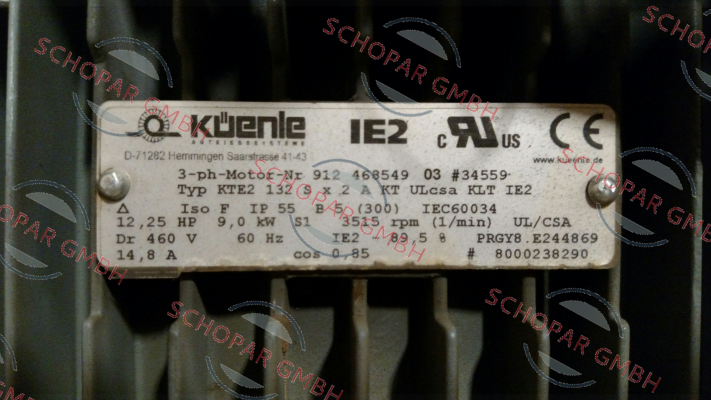 KÜENLE
ANTRIEBSSYSTEME
IE2
c RU US
CE
D-71282 Hemmingen Saarstrasse 41-43
www.kueenle.de
3-ph-Motor-Nr 912 468549 03 #34559
Typ KTE2 132 S x 2 A KT ULcsa KLT IE2
Δ Iso F IP 55 B 5 (300) IEC60034
12,25 HP 9,0 kW S1 3515 rpm (1/min) UL/CSA
Dr 460 V 60 Hz IE2 89,5 % PRGY8.E244869
14,8 A cos 0,85 # 8000238290
SCHOPAR GMBH
SCHOPAR GMBH
SCHOPAR GMBH
SCHOPAR GMBH
SCHOPAR GMBH
SCHOPAR GMBH
SCHOPAR GMBH